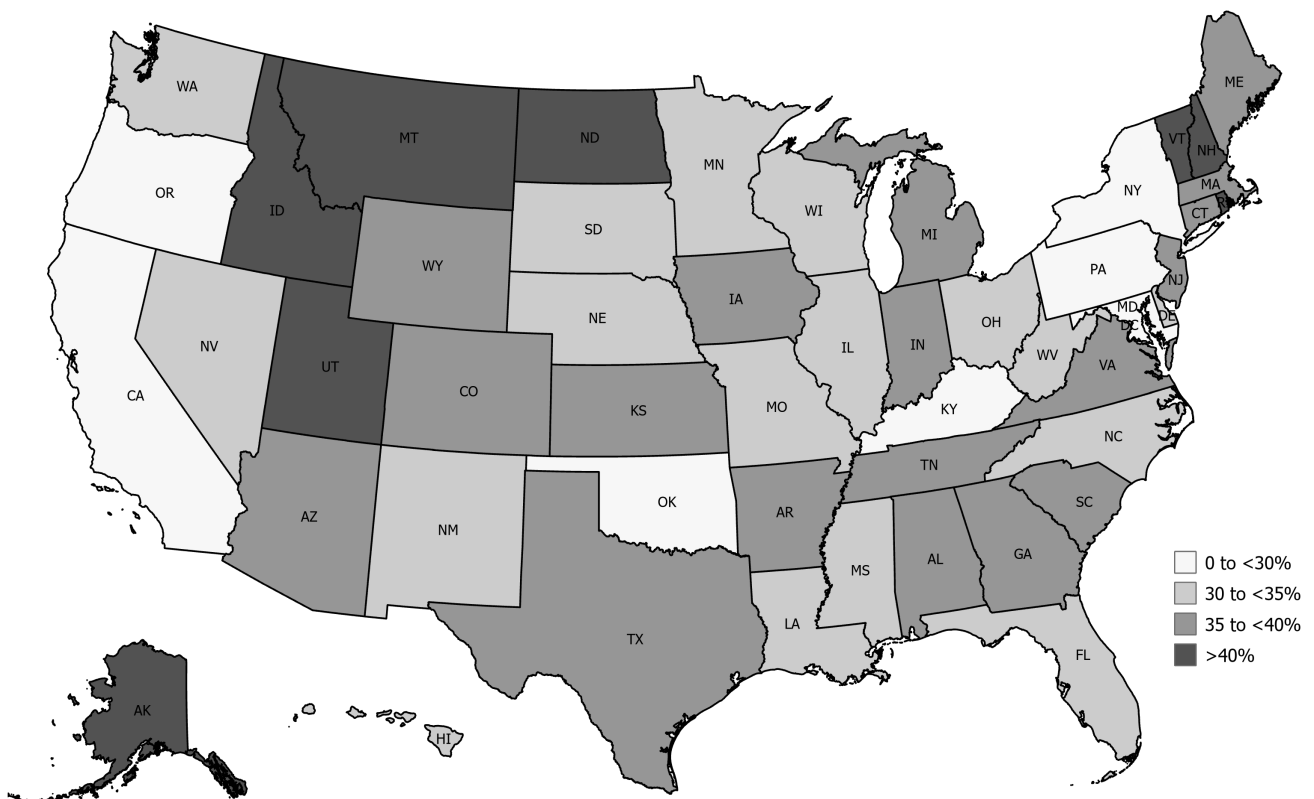 ME
WA
MT
ND
VT
NH
MN
MA
NY
OR
ID
WI
CT
SD
MI
WY
PA
NJ
IA
NE
MD
DE
OH
DC
NV
IN
IL
WV
UT
VA
CO
CA
KS
MO
KY
NC
TN
OK
SC
AR
AZ
NM
GA
AL
MS
LA
TX
FL
AK
HI
0 to <30%
30 to <35%
35 to <40%
>40%